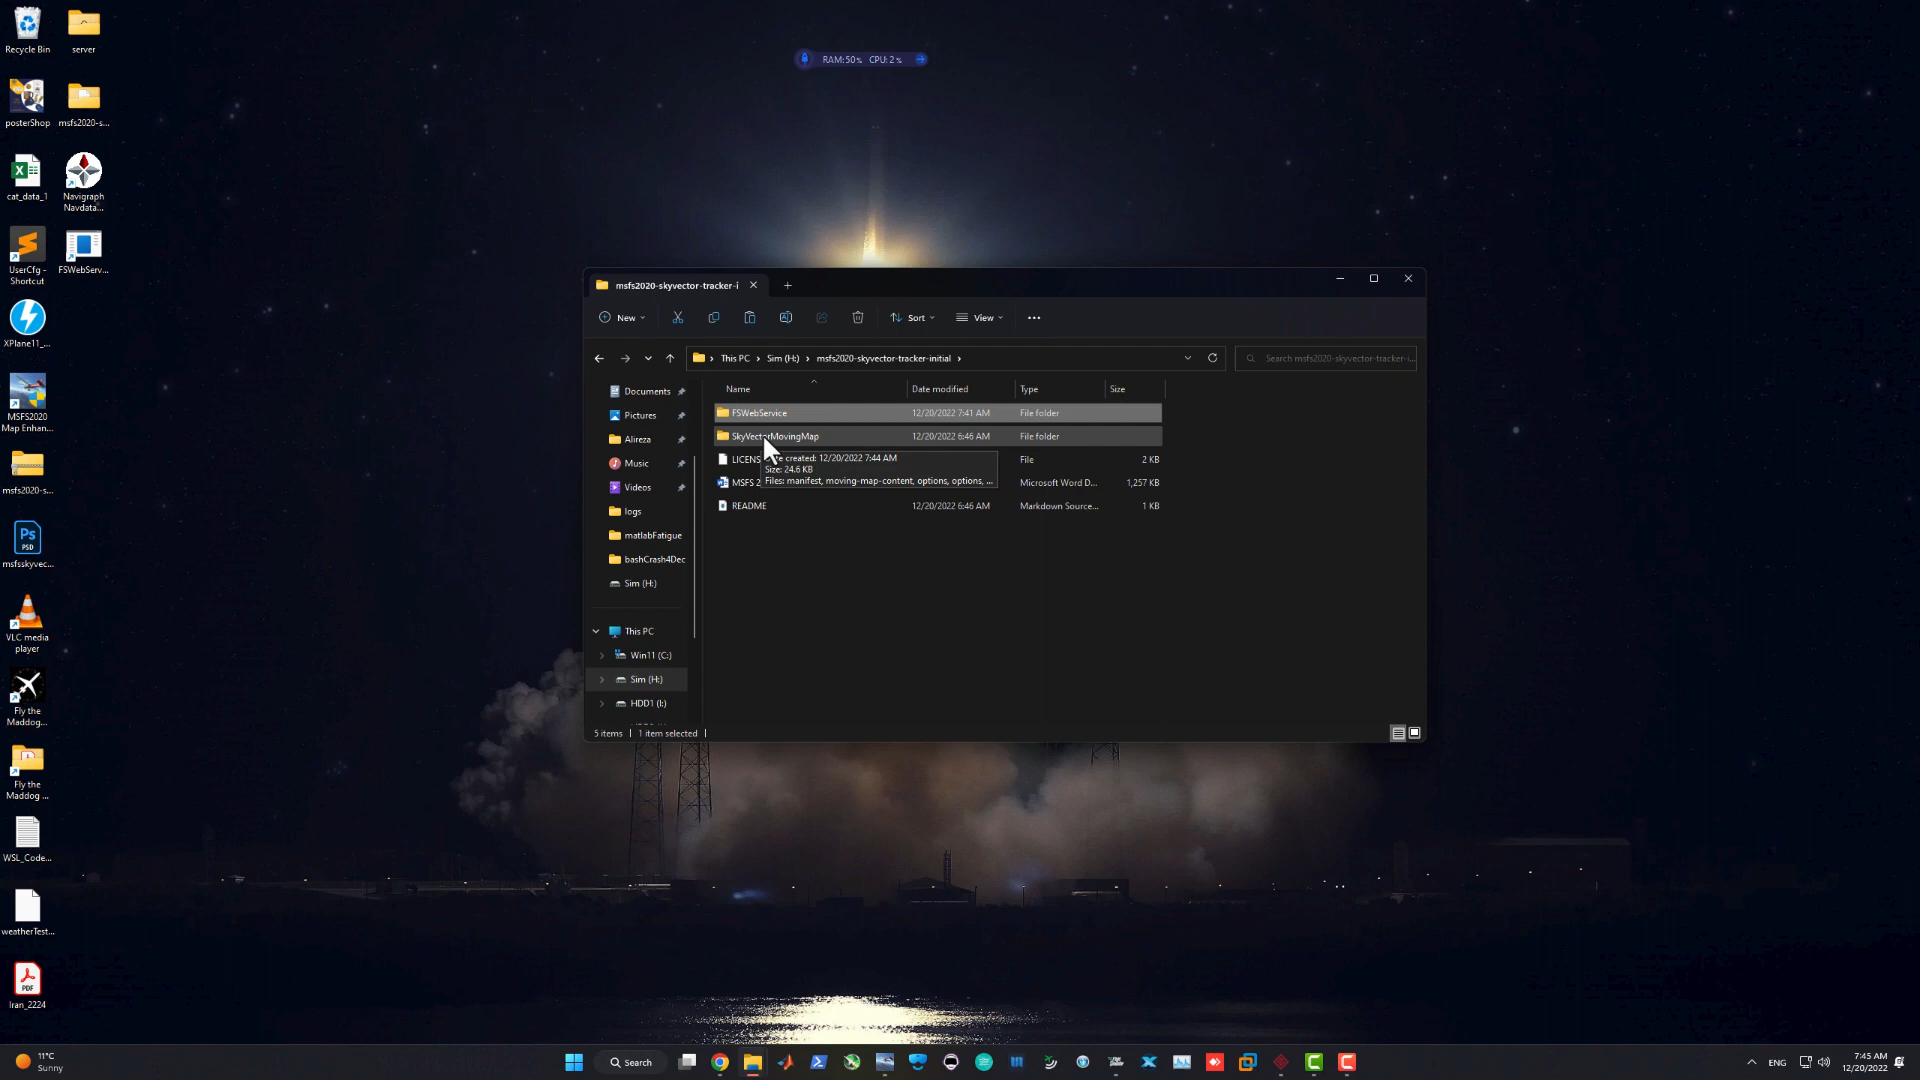 Recycle Bin
server
posterShop
msfs2020-s...
cat_data_1
Navigraph
Navdata...
UserCfg -
Shortcut
FSWebServ...
XPlane11_...
MSFS2020
Map Enhan...
msfs2020-s...
msfsskyvec...
VLC media
player
Fly the
Maddog...
Fly the
Maddog ...
WSL_Code...
weatherTest...
Iran_2224
RAM:50% CPU: 2 %
msfs2020-skyvector-tracker-i
New
Sort
View
This PC › Sim (H:) › msfs2020-skyvector-tracker-initial ›
Search msfs2020-skyvector-tracker-i...
Documents
Pictures
Alireza
Music
Videos
logs
matlabFatigue
bashCrash4Dec
Sim (H:)
This PC
Win11 (C:)
Sim (H:)
HDD1 (I:)
Name Date modified Type Size
FSWebService 12/20/2022 7:41 AM File folder
SkyVectorMovingMap 12/20/2022 6:46 AM File folder
LICENS File 2 KB
MSFS 2 Microsoft Word D... 1,257 KB
README 12/20/2022 6:46 AM Markdown Source... 1 KB
created: 12/20/2022 7:44 AM
Size: 24.6 KB
Files: manifest, moving-map-content, options, options, ...
5 items 1 item selected
11°C
Sunny
Search
ENG
7:45 AM
12/20/2022